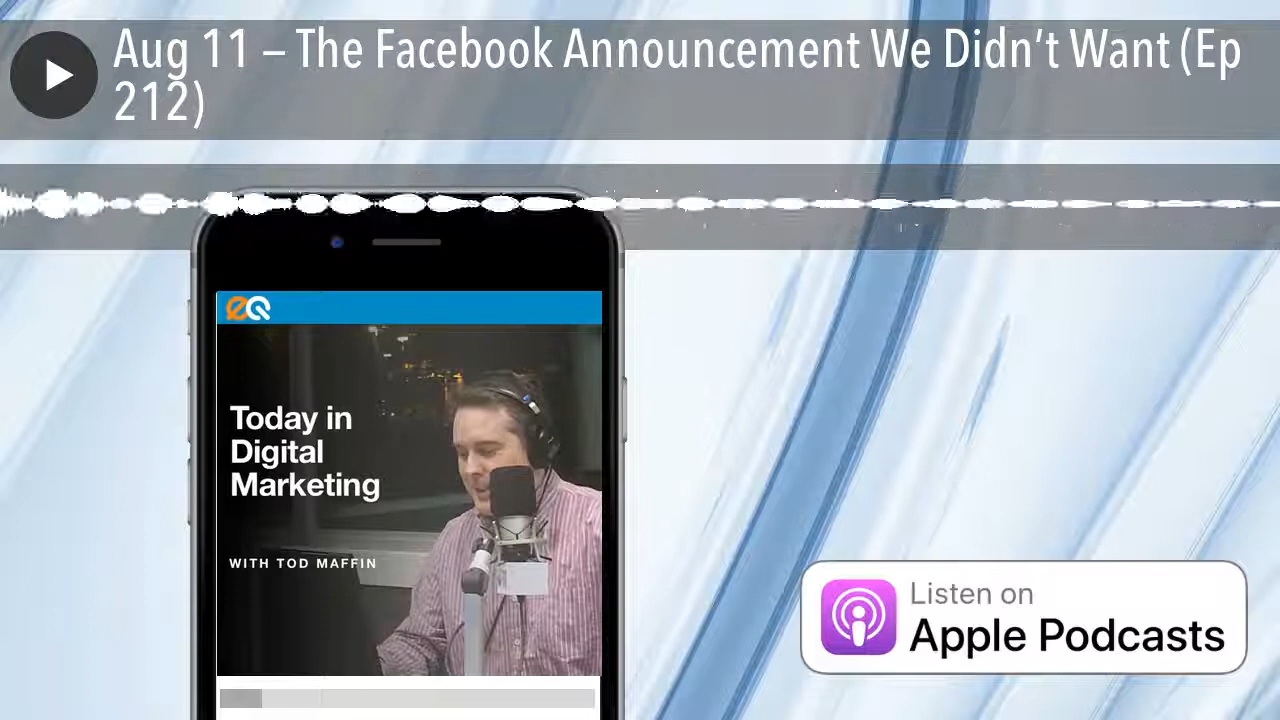 Aug 11 – The Facebook Announcement We Didn’t Want (Ep
212)
eQ
Today in
Digital
Marketing
WITH TOD MAFFIN
Listen on
Apple Podcasts